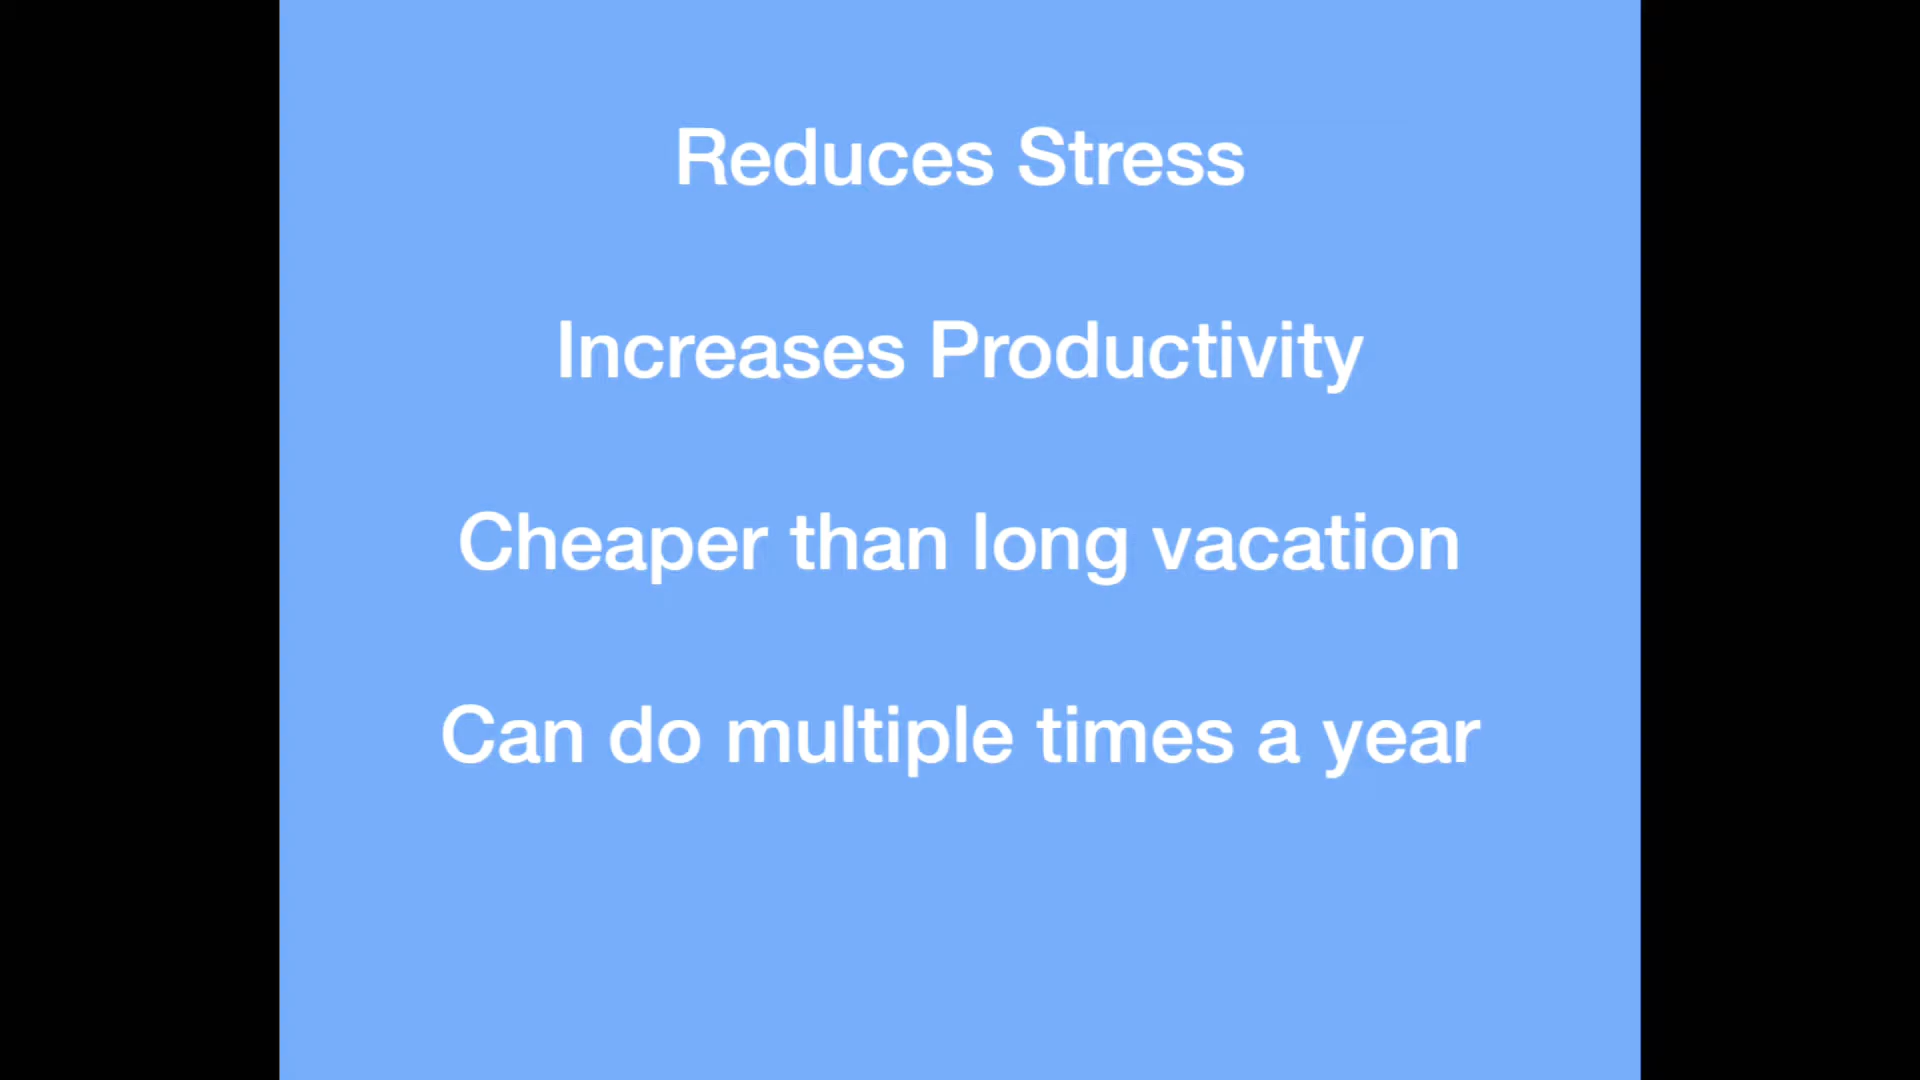 Reduces Stress
Increases Productivity
Cheaper than long vacation
Can do multiple times a year